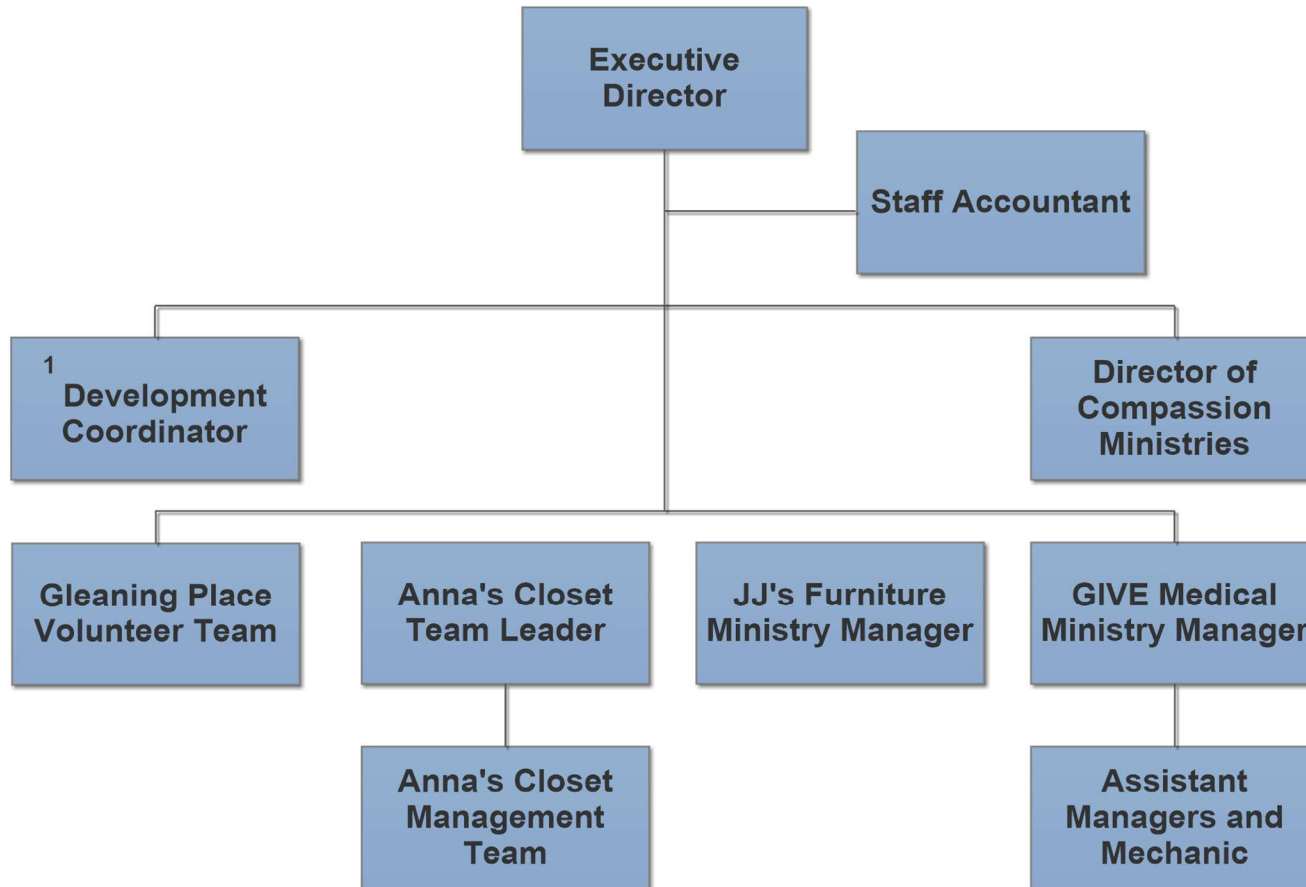 Executive
Director
Staff Accountant
1
Development
Coordinator
Director of
Compassion
Ministries
Gleaning Place
Volunteer Team
Anna's Closet
Team Leader
JJ's Furniture
Ministry Manager
GIVE Medical
Ministry Manager
Anna's Closet
Management
Team
Assistant
Managers and
Mechanic